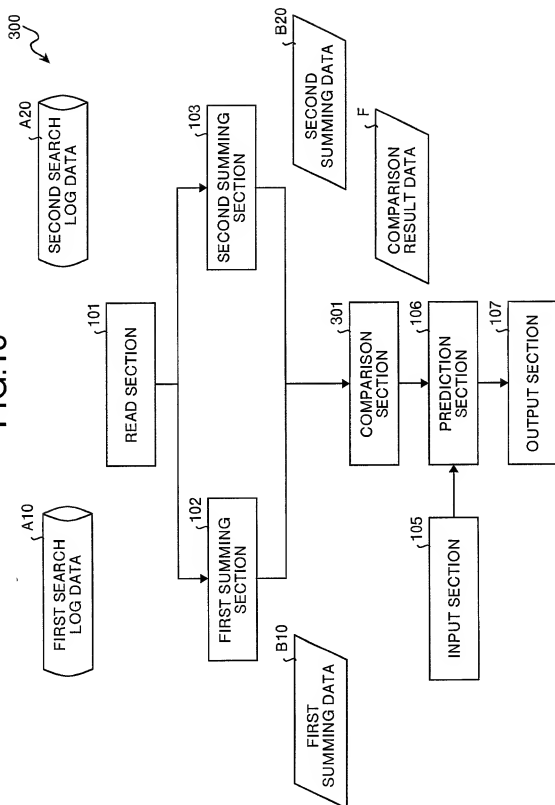 300
A10
FIRST SEARCH
LOG DATA
A20
SECOND SEARCH
LOG DATA
101
READ SECTION
102
FIRST SUMMING
SECTION
103
SECOND SUMMING
SECTION
B10
FIRST
SUMMING DATA
B20
SECOND
SUMMING DATA
301
COMPARISON
SECTION
F
COMPARISON
RESULT DATA
105
INPUT SECTION
106
PREDICTION
SECTION
107
OUTPUT SECTION